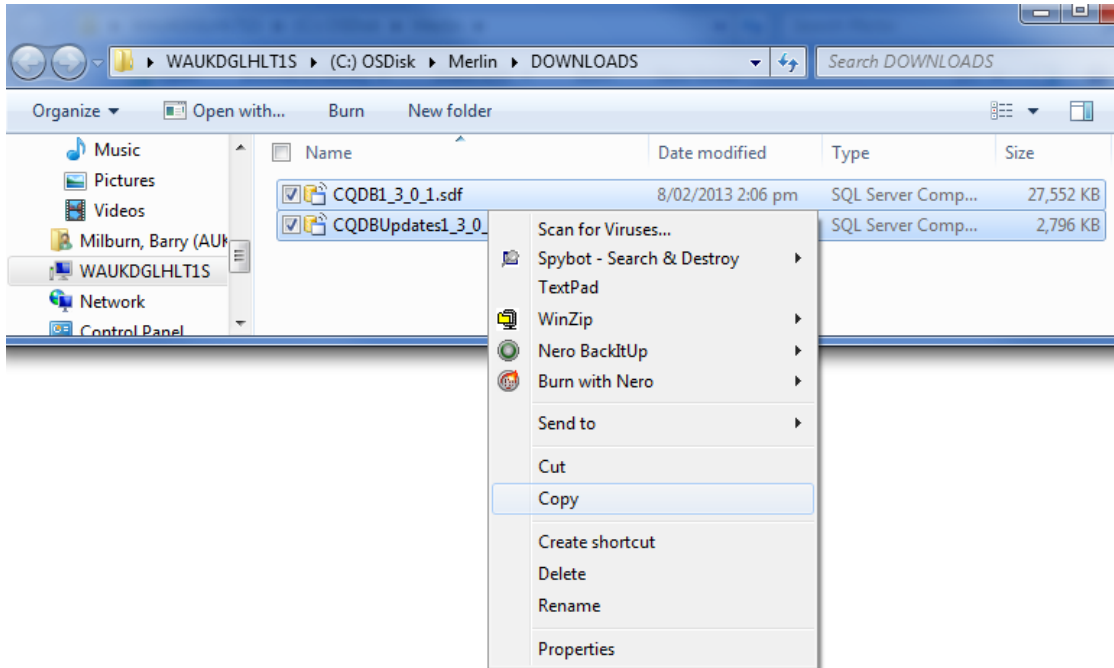 WAUKDGLHLT1S (C:) OSDisk Merlin DOWNLOADS Search DOWNLOADS
Organize Open with... Burn New folder
Music
Pictures
Videos
Milburn, Barry (AUK
WAUKDGLHLT1S
Network
Control Panel
Name Date modified Type Size
CQDB1_3_0_1.sdf 8/02/2013 2:06 pm SQL Server Comp... 27,552 KB
CQDBUpdates1_3_0_ SQL Server Comp... 2,796 KB
Scan for Viruses...
Spybot - Search & Destroy
TextPad
WinZip
Nero BackItUp
Burn with Nero
Send to
Cut
Copy
Create shortcut
Delete
Rename
Properties